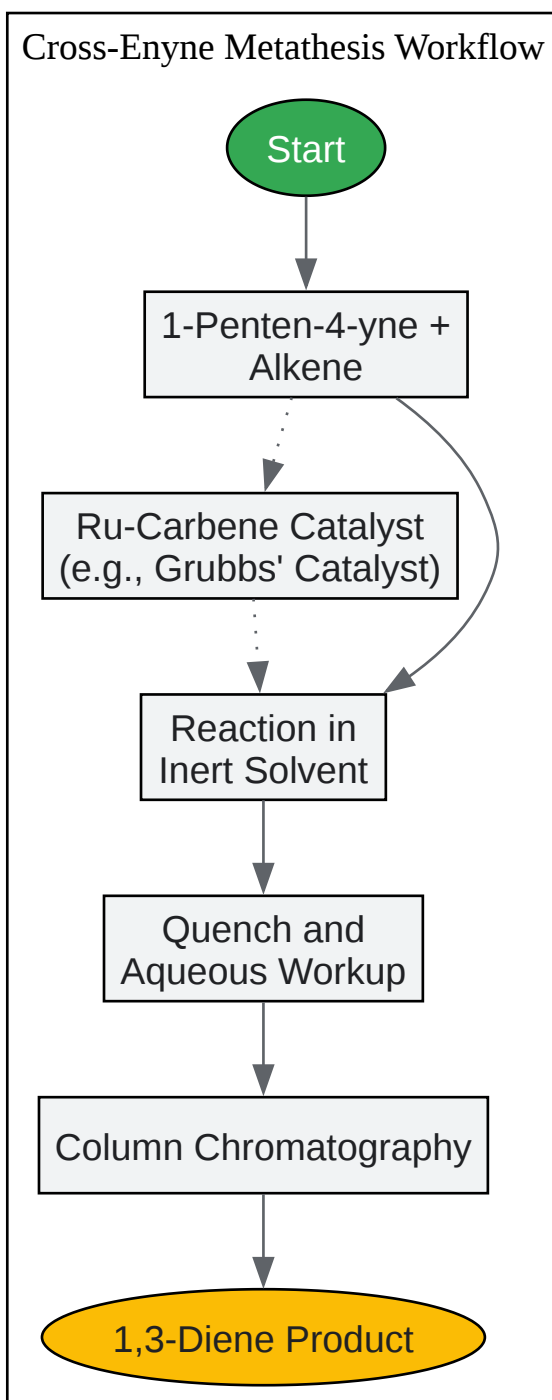 Cross-Enyne Metathesis Workflow
Start
1-Penten-4-yne +
Alkene
Ru-Carbene Catalyst
(e.g., Grubbs' Catalyst)
Reaction in
Inert Solvent
Quench and
Aqueous Workup
Column Chromatography
1,3-Diene Product